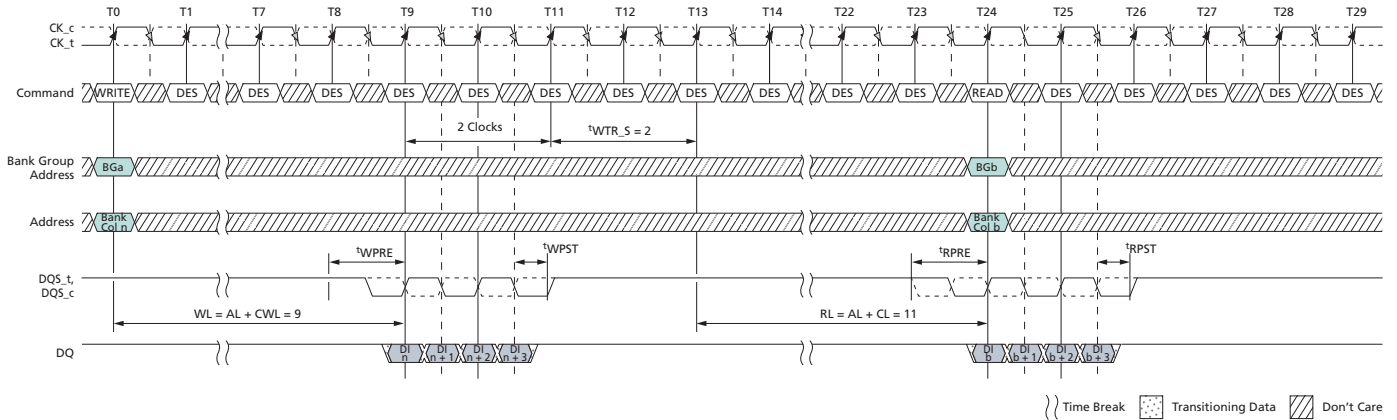 T0 T1 T7 T8 T9 T10 T11 T12 T13 T14 T22 T23 T24 T25 T26 T27 T28 T29
CK_c
CK_t
Command WRITE DES DES DES DES DES DES DES DES DES DES DES READ DES DES DES DES DES
2 Clocks tWTR_S = 2
Bank Group
Address BGa BGb
Address Bank
Col n Bank
Col b
tWPRE tWPST tRPRE tRPST
DQS_t,
DQS_c
WL = AL + CWL = 9 RL = AL + CL = 11
DQ DI
n DI
n + 1 DI
n + 2 DI
n + 3 DI
b DI
b + 1 DI
b + 2 DI
b + 3
Time Break Transitioning Data Don't Care